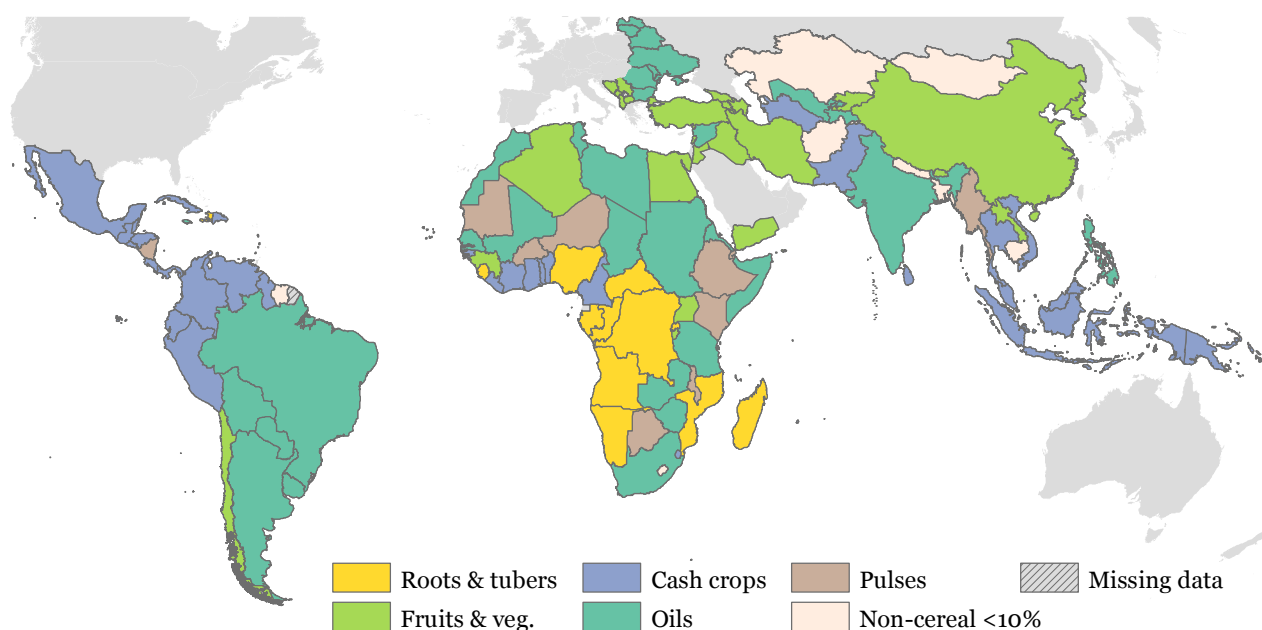 Roots & tubers Cash crops Pulses Missing data
Fruits & veg. Oils Non-cereal <10%